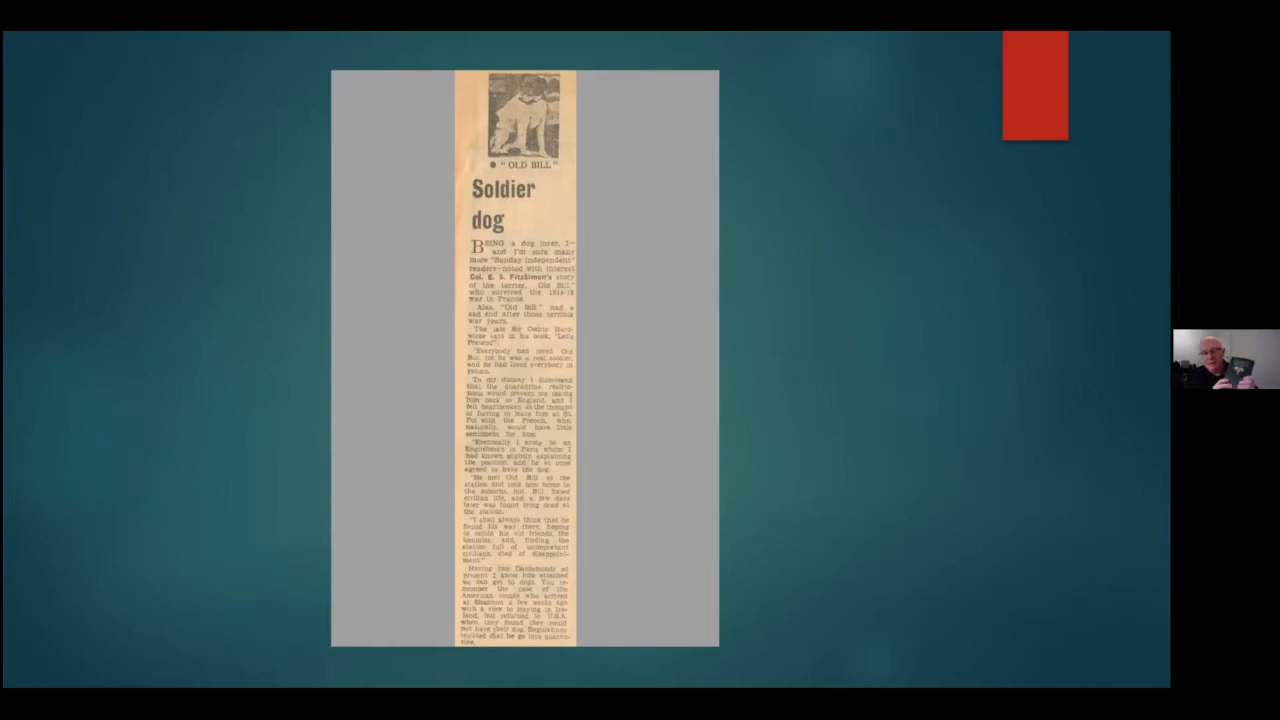 ● "OLD BILL"
Soldier
dog
BEING a dog lover, I—
and I'm sure many
more "Sunday Independent"
readers—noted with interest
Col. E. S. FitzSimon's story
of the terrier, "Old Bill,"
who survived the 1914-18
war in France.
Alas, "Old Bill" had a
sad end after those terrible
war years.
The late Sir Cedric Hard-
wicke says in his book, "Let's
Pretend":
"Everybody had loved Old
Bill, for he was a real soldier,
and he had loved everybody in
return.
To my dismay I discovered
that the quarantine restric-
tions would prevent me taking
him back to England, and I
felt heartbroken at the thought
of having to leave him at St.
Pol with the French, who,
naturally, would have little
sentiment for him.
"Eventually I wrote to an
Englishman in Paris whom I
had known slightly, explaining
the position, and he at once
agreed to have the dog.
"He met Old Bill at the
station and took him home to
the suburbs, but Bill hated
civilian life, and a few days
later was found lying dead at
the station.
"I shall always think that he
found his way there, hoping
to rejoin his old friends, the
tommies, and, finding the
station full of unimportant
civilians, died of disappoint-
ment."
Having two Dachshunds at
present I know how attached
we can get to dogs. You re-
member the case of the
American couple who arrived
at Shannon a few weeks ago
with a view to staying in Ire-
land, but returned to U.S.A.
when they found they could
not have their dog. Regulations
insisted that he go into quaran-
tine.